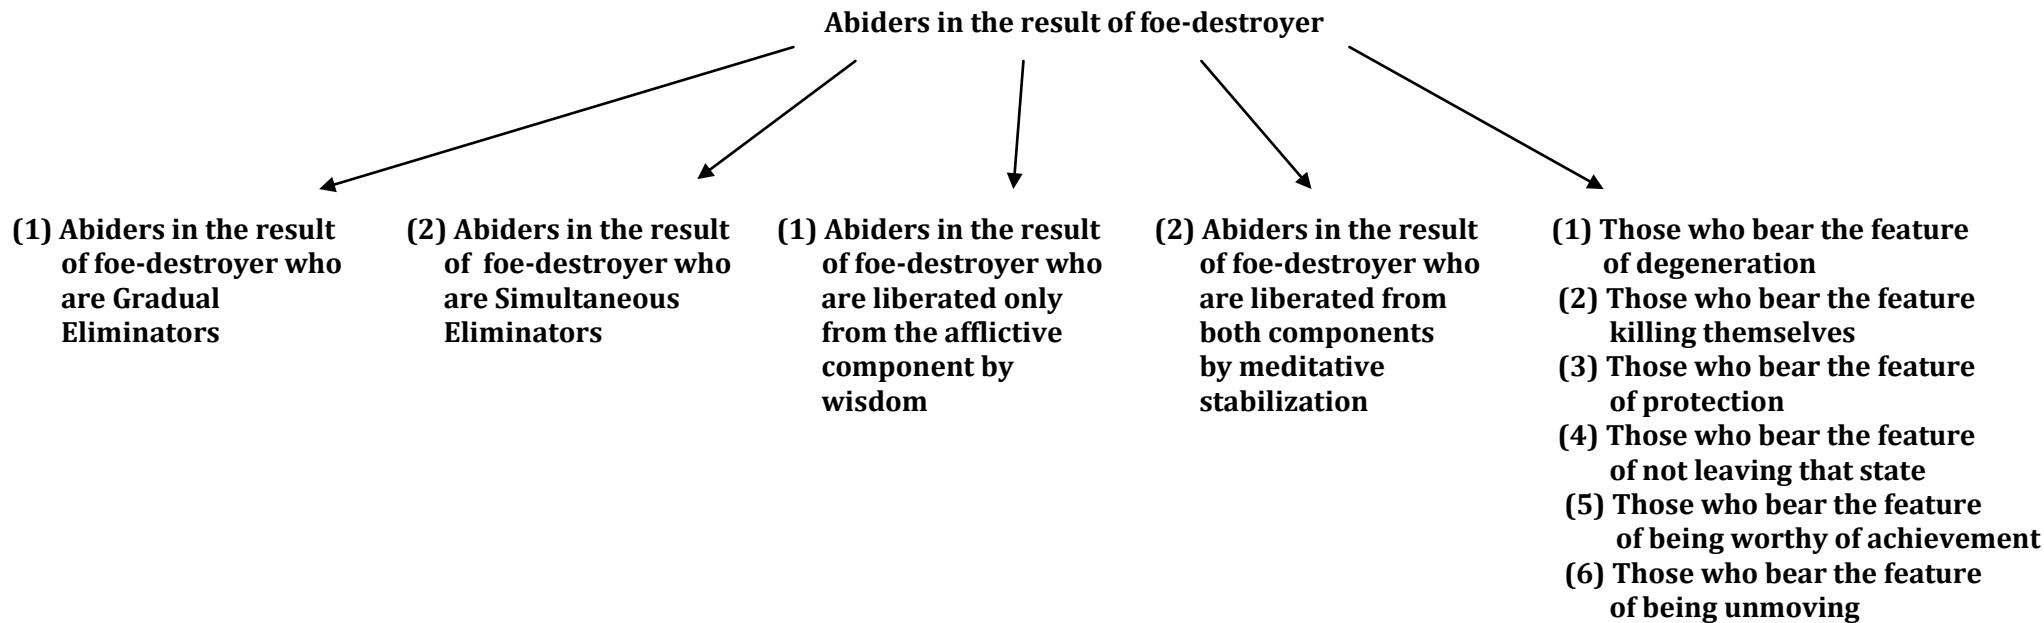 Abiders in the result of foe-destroyer
(1) Abiders in the result
of foe-destroyer who
are Gradual
Eliminators
(2) Abiders in the result
of foe-destroyer who
are Simultaneous
Eliminators
(1) Abiders in the result
of foe-destroyer who
are liberated only
from the afflictive
component by
wisdom
(2) Abiders in the result
of foe-destroyer who
are liberated from
both components
by meditative
stabilization
(1) Those who bear the feature
of degeneration
(2) Those who bear the feature
killing themselves
(3) Those who bear the feature
of protection
(4) Those who bear the feature
of not leaving that state
(5) Those who bear the feature
of being worthy of achievement
(6) Those who bear the feature
of being unmoving